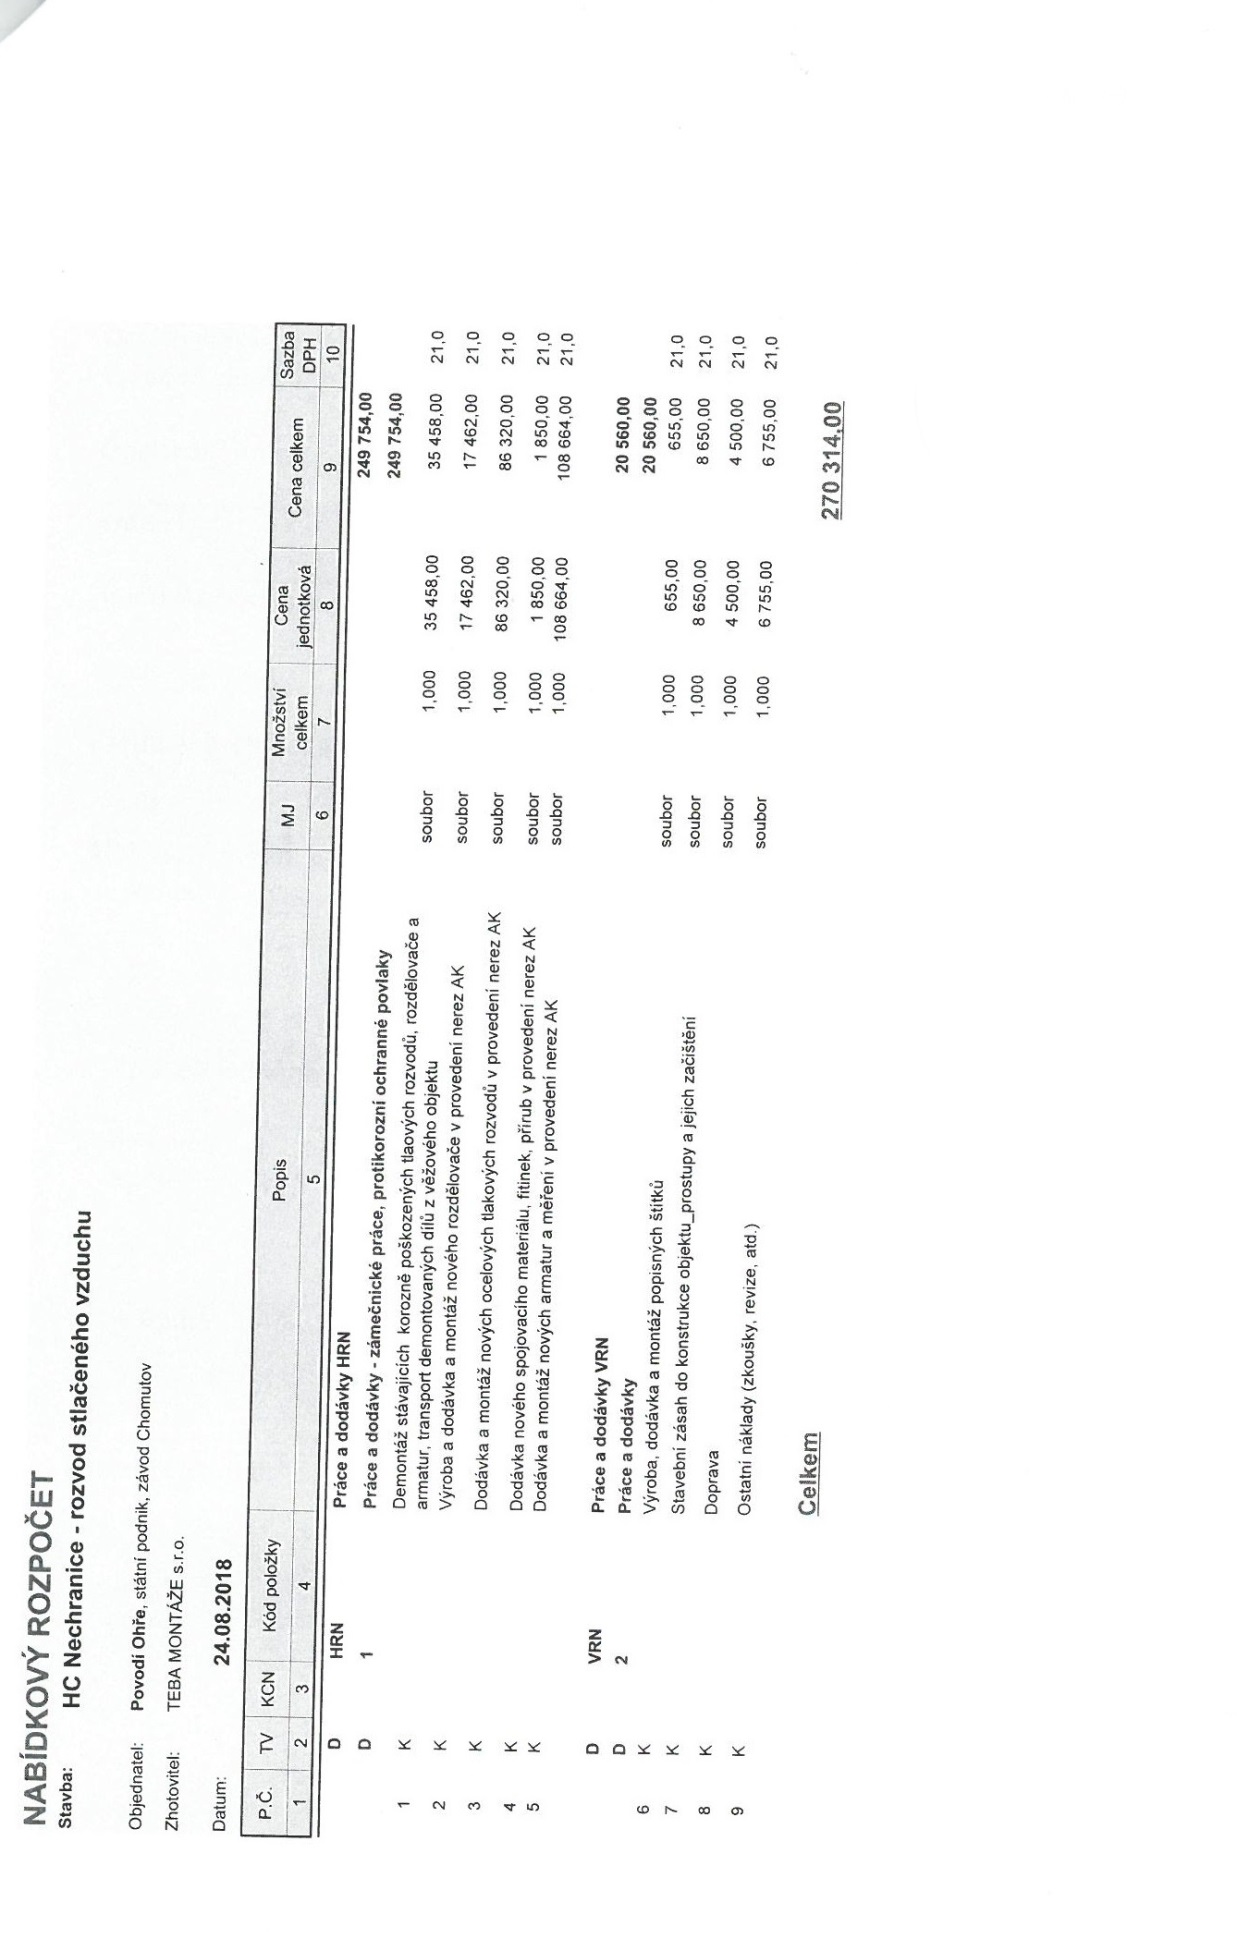 NABÍDKOVÝ ROZPOČET
Stavba: HC Nechranice - rozvod stlačeného vzduchu
Objednatel: Povodí Ohře, státní podnik, závod Chomutov
Zhotovitel: TEBA MONTÁŽE s.r.o.
Datum: 24.08.2018
P.Č. TV KCN Kód položky Popis MJ Množství celkem Cena jednotková Cena celkem Sazba DPH
1 2 3 4 5 6 7 8 9 10
D HRN Práce a dodávky HRN 249 754,00
D 1 Práce a dodávky - zámečnické práce, protikorozní ochranné povlaky 249 754,00
1 K Demontáž stávajících korozně poškozených tlaových rozvodů, rozdělovače a
armatur, transport demontovaných dílů z věžového objektu soubor 1,000 35 458,00 35 458,00 21,0
2 K Výroba a dodávka a montáž nového rozdělovače v provedení nerez AK soubor 1,000 17 462,00 17 462,00 21,0
3 K Dodávka a montáž nových ocelových tlakových rozvodů v provedení nerez AK soubor 1,000 86 320,00 86 320,00 21,0
4 K Dodávka nového spojovacího materiálu, fitinek, přírub v provedení nerez AK soubor 1,000 1 850,00 1 850,00 21,0
5 K Dodávka a montáž nových armatur a měření v provedení nerez AK soubor 1,000 108 664,00 108 664,00 21,0
D VRN Práce a dodávky VRN 20 560,00
D 2 Práce a dodávky 20 560,00
6 K Výroba, dodávka a montáž popisných štítků soubor 1,000 655,00 655,00 21,0
7 K Stavební zásah do konstrukce objektu_prostupy a jejich začištění soubor 1,000 8 650,00 8 650,00 21,0
8 K Doprava soubor 1,000 4 500,00 4 500,00 21,0
9 K Ostatní náklady (zkoušky, revize, atd.) soubor 1,000 6 755,00 6 755,00 21,0
Celkem 270 314,00